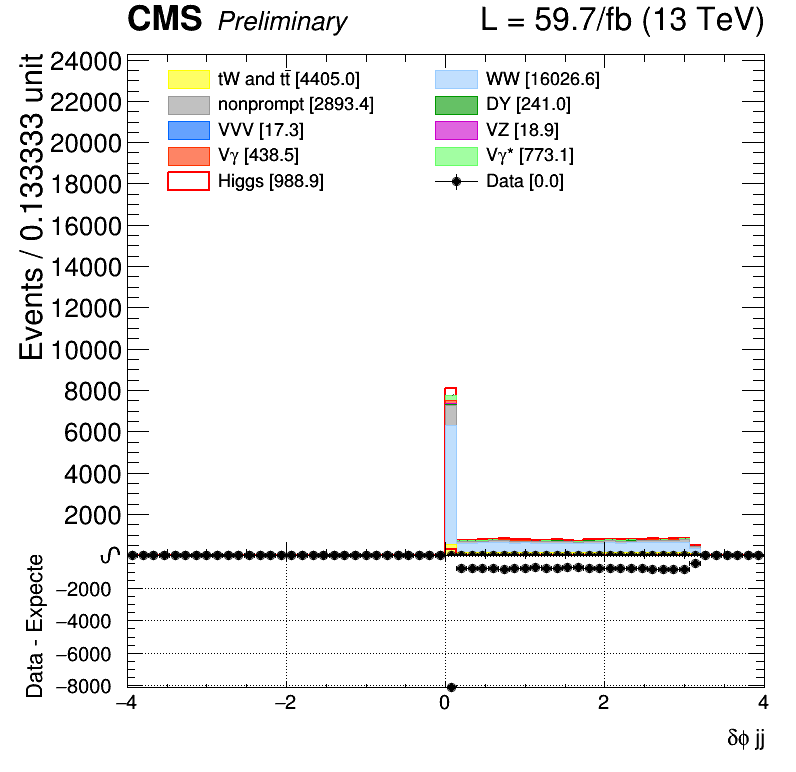 CMS Preliminary L = 59.7/fb (13 TeV)
Events / 0.133333 unit
24000
22000
20000
18000
16000
14000
12000
10000
8000
6000
4000
2000
tW and tt̄ [4405.0]
nonprompt [2893.4]
VVV [17.3]
Vγ [438.5]
Higgs [988.9]
WW [16026.6]
DY [241.0]
VZ [18.9]
Vγ* [773.1]
Data [0.0]
Data - Expecte
0
−2000
−4000
−6000
−8000
−4 −2 0 2 4
δϕ jj